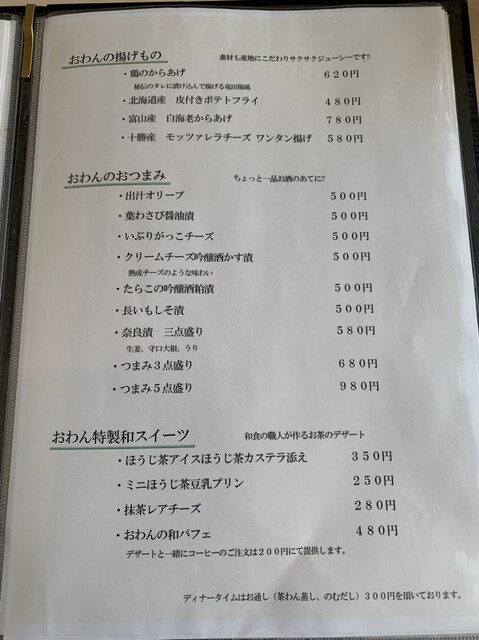 おわんの揚げもの　素材も産地にこだわりサクサクジューシーです!!
・鶏のからあげ　６２０円
秘伝のタレに漬け込んで揚げる竜田揚風
・北海道産　皮付きポテトフライ　４８０円
・富山産　白海老からあげ　７８０円
・十勝産　モッツァレラチーズ ワンタン揚げ　５８０円
おわんのおつまみ　ちょっと一品お酒のあてに!!
・出汁オリーブ　５００円
・葉わさび醤油漬　５００円
・いぶりがっこチーズ　５００円
・クリームチーズ吟醸酒かす漬　５００円
熟成チーズのような味わい
・たらこの吟醸酒粕漬　５００円
・長いもしそ漬　５００円
・奈良漬　三点盛り　５８０円
生姜、守口大根、うり
・つまみ３点盛り　６８０円
・つまみ５点盛り　９８０円
おわん特製和スイーツ　和食の職人が作るお茶のデザート
・ほうじ茶アイスほうじ茶カステラ添え　３５０円
・ミニほうじ茶豆乳プリン　２５０円
・抹茶レアチーズ　２８０円
・おわんの和パフェ　４８０円
デザートと一緒にコーヒーのご注文は２００円にて提供します。
ディナータイムはお通し（茶わん蒸し、のむだし）３００円を頂いております。